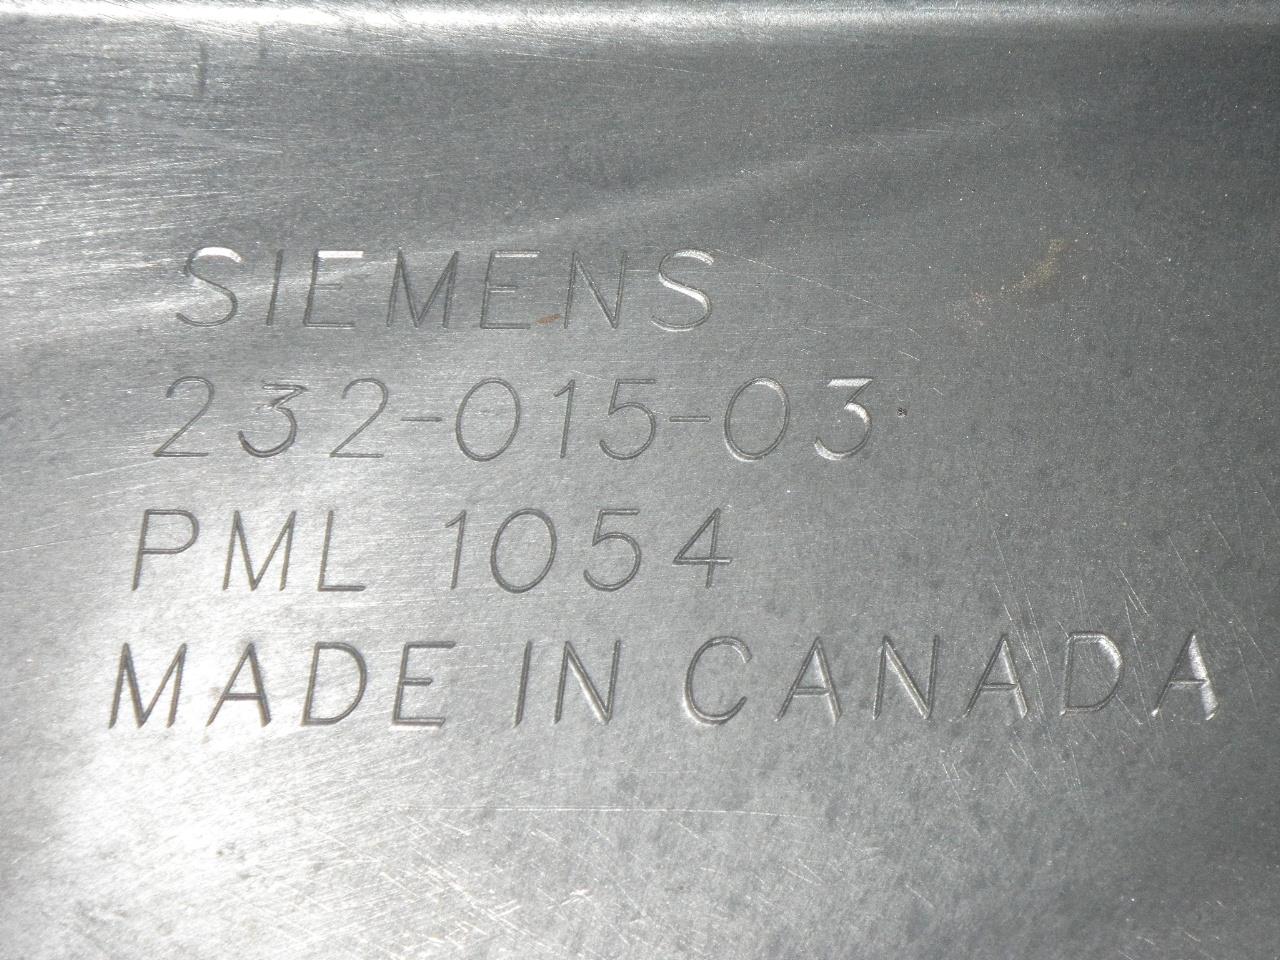 SIEMENS
232-015-03
PML 1054
MADE IN CANADA